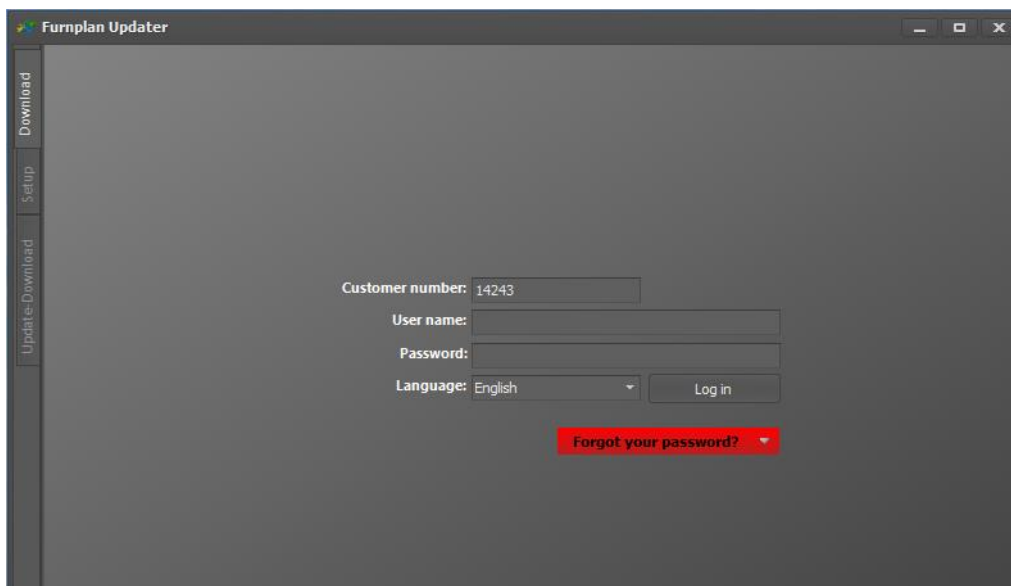 Furnplan Updater
Download
Setup
Update-Download
Customer number: 14243
User name:
Password:
Language: English
Log in
Forgot your password?